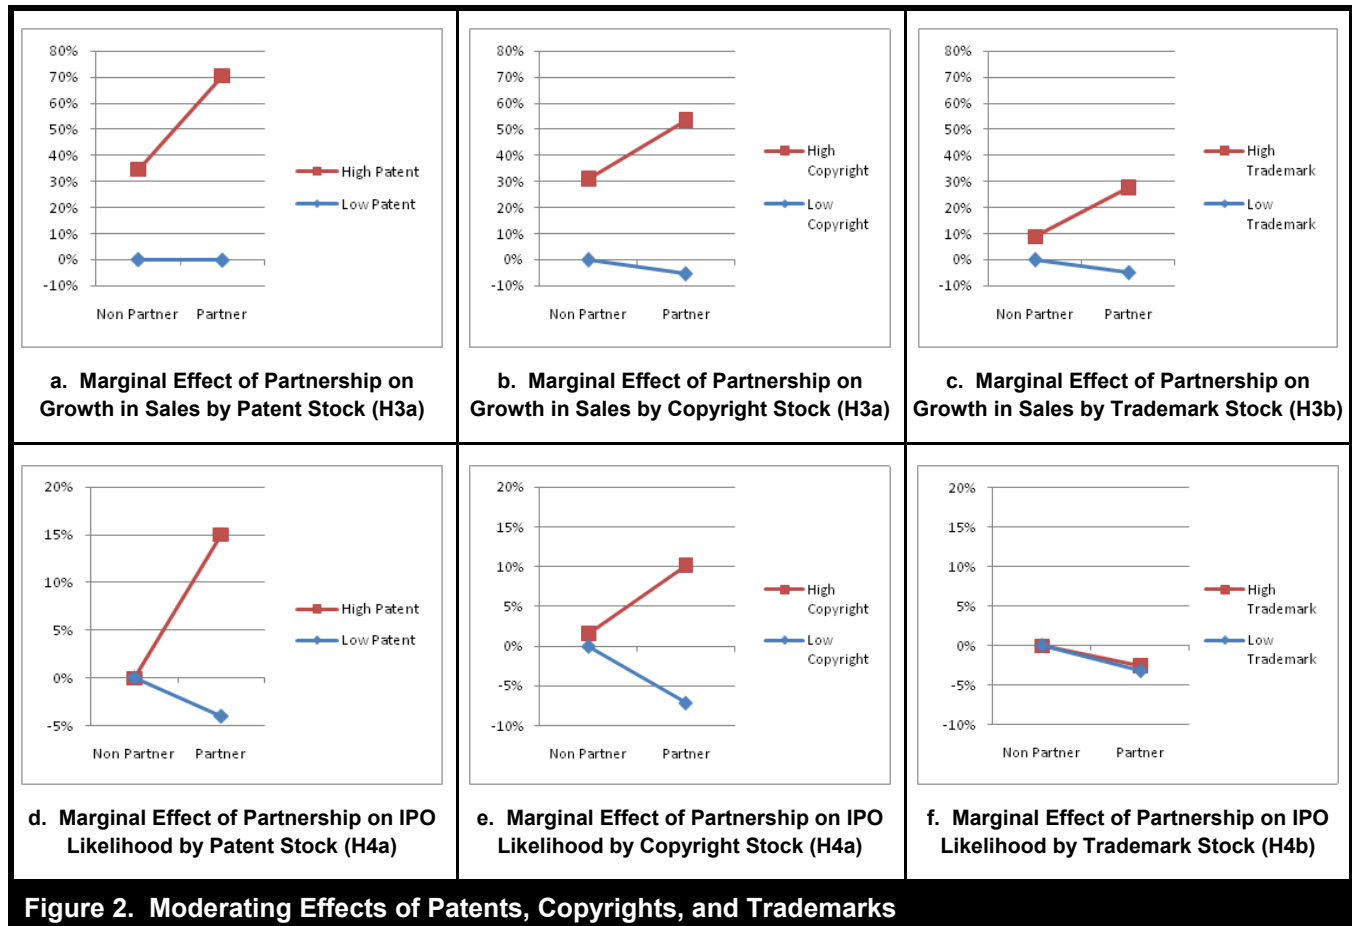 80%
70%
60%
50%
40%
30%
20%
10%
0%
-10%
Non Partner Partner
High Patent
Low Patent
a. Marginal Effect of Partnership on
Growth in Sales by Patent Stock (H3a)
80%
70%
60%
50%
40%
30%
20%
10%
0%
-10%
Non Partner Partner
High
Copyright
Low
Copyright
b. Marginal Effect of Partnership on
Growth in Sales by Copyright Stock (H3a)
80%
70%
60%
50%
40%
30%
20%
10%
0%
-10%
Non Partner Partner
High
Trademark
Low
Trademark
c. Marginal Effect of Partnership on
Growth in Sales by Trademark Stock (H3b)
20%
15%
10%
5%
0%
-5%
Non Partner Partner
High Patent
Low Patent
d. Marginal Effect of Partnership on IPO
Likelihood by Patent Stock (H4a)
20%
15%
10%
5%
0%
-5%
-10%
Non Partner Partner
High
Copyright
Low
Copyright
e. Marginal Effect of Partnership on IPO
Likelihood by Copyright Stock (H4a)
20%
15%
10%
5%
0%
-5%
-10%
Non Partner Partner
High
Trademark
Low
Trademark
f. Marginal Effect of Partnership on IPO
Likelihood by Trademark Stock (H4b)
Figure 2. Moderating Effects of Patents, Copyrights, and Trademarks